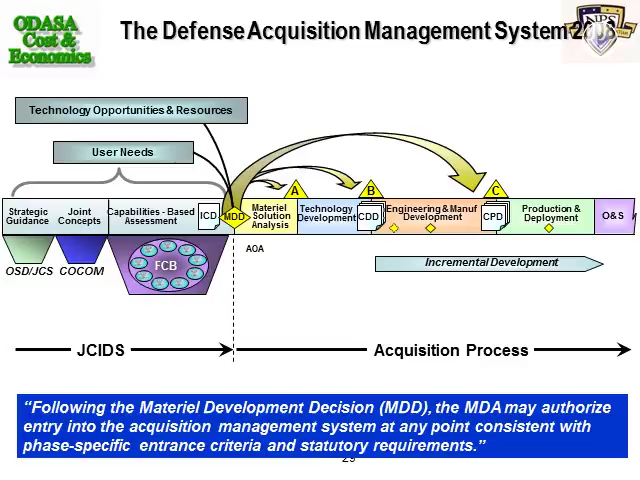 ODASA
Cost &
Economics
The Defense Acquisition Management System 2008
NPS
Technology Opportunities & Resources
User Needs
A
B
C
Strategic
Guidance
Joint
Concepts
Capabilities - Based
Assessment
ICD
MDD
Materiel
Solution
Analysis
Technology
Development
CDD
Engineering & Manuf
Development
CPD
Production &
Deployment
O&S
AOA
OSD/JCS
COCOM
FCB
Incremental Development
JCIDS
Acquisition Process
“Following the Materiel Development Decision (MDD), the MDA may authorize
entry into the acquisition management system at any point consistent with
phase-specific entrance criteria and statutory requirements.”
29